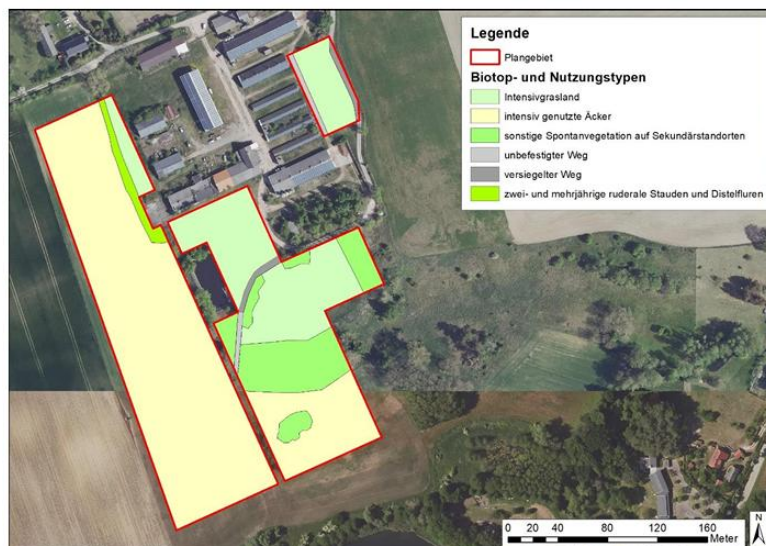 Legende
Plangebiet
Biotop- und Nutzungstypen
Intensivgrasland
intensiv genutzte Äcker
sonstige Spontanvegetation auf Sekundärstandorten
unbefestigter Weg
versiegelter Weg
zwei- und mehrjährige ruderale Stauden und Distelfluren
N
0 20 40 80 120 160
Meter